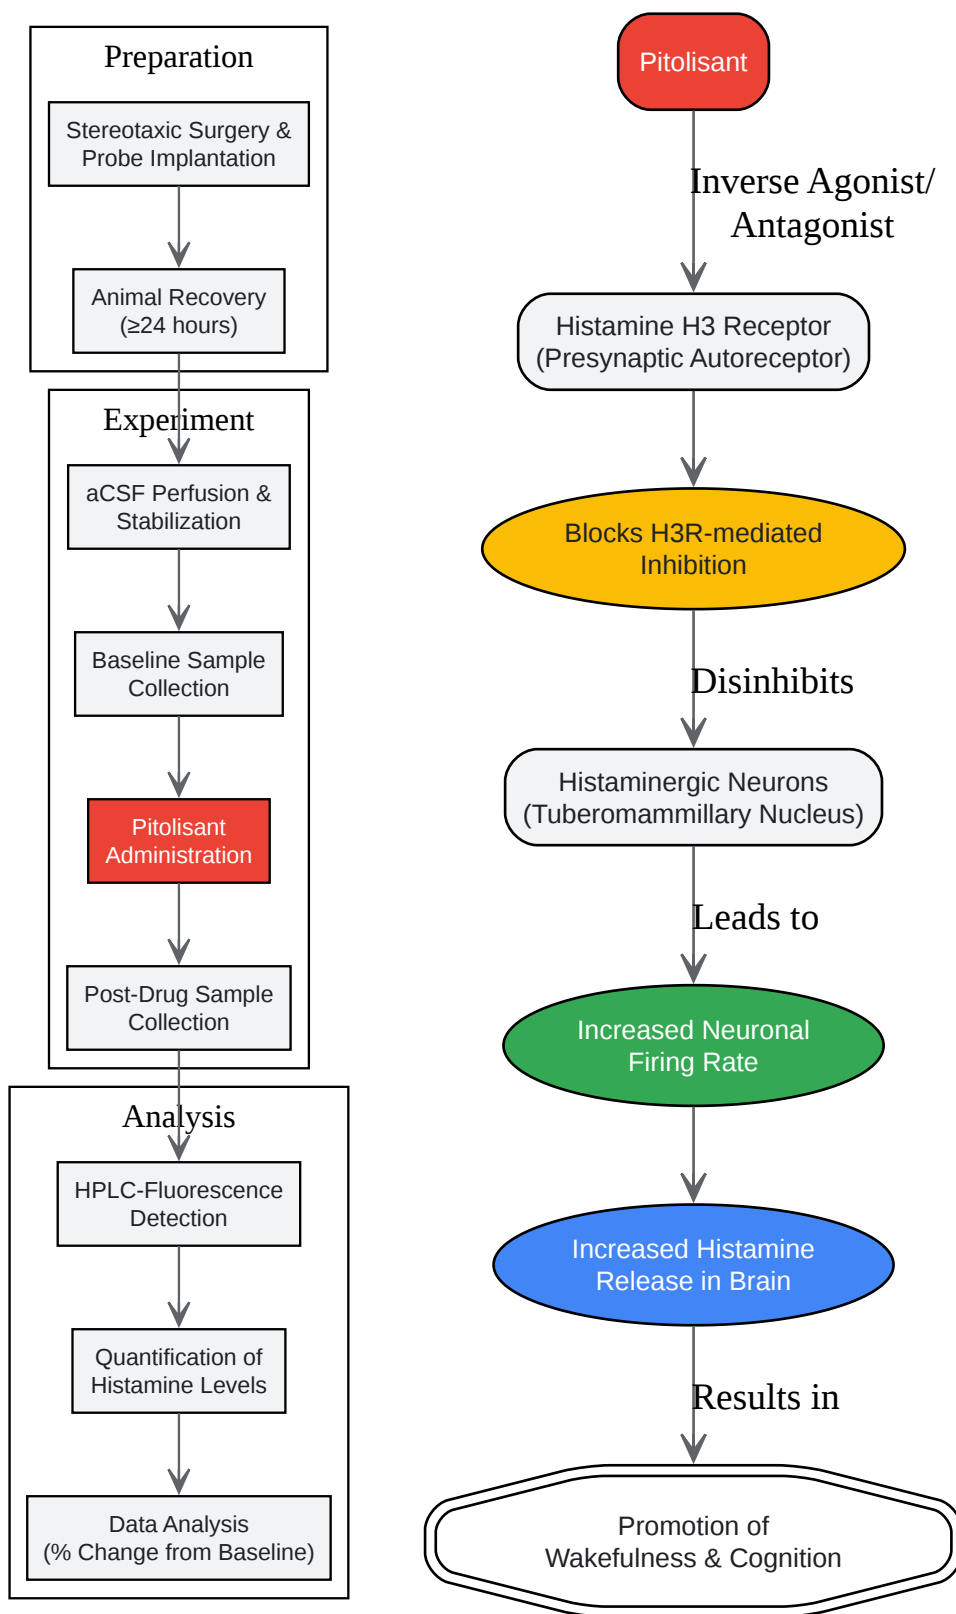 Preparation
Stereotaxic Surgery &
Probe Implantation
Animal Recovery
(≥24 hours)
Experiment
aCSF Perfusion &
Stabilization
Baseline Sample
Collection
Pitolisant
Administration
Post-Drug Sample
Collection
Analysis
HPLC-Fluorescence
Detection
Quantification of
Histamine Levels
Data Analysis
(% Change from Baseline)
Pitolisant
Inverse Agonist/
Antagonist
Histamine H3 Receptor
(Presynaptic Autoreceptor)
Blocks H3R-mediated
Inhibition
Disinhibits
Histaminergic Neurons
(Tuberomammillary Nucleus)
Leads to
Increased Neuronal
Firing Rate
Increased Histamine
Release in Brain
Results in
Promotion of
Wakefulness & Cognition